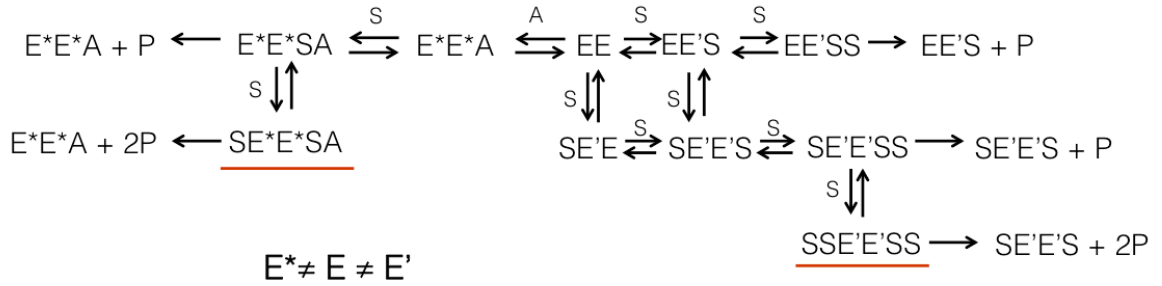 S A S S
E*E*A + P E*E*SA E*E*A EE EE'S EE'SS EE'S + P
S S S
S S
E*E*A + 2P SE*E*SA SE'E SE'E'S SE'E'SS SE'E'S + P
S
SSE'E'SS SE'E'S + 2P
E*≠ E ≠ E'